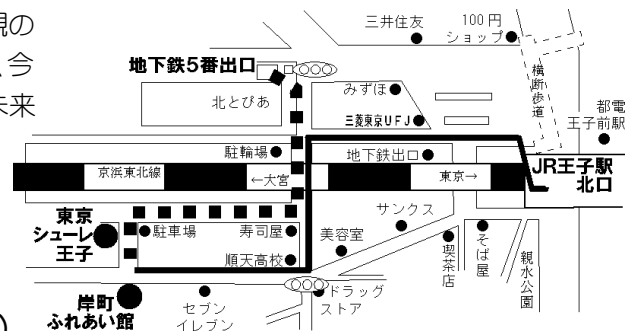 観の
、今
未来
三井住友
100円
ショップ
地下鉄5番出口
北とぴあ
みずほ
三菱東京UFJ
横断歩道
都電
王子前駅
駐輪場
地下鉄出口
京浜東北線
←大宮
東京→
JR王子駅
北口
東京
シューレ
王子
駐車場
寿司屋
順天高校
美容室
サンクス
喫茶店
そば屋
親水公園
岸町
ふれあい館
セブン
イレブン
ドラッグ
ストア